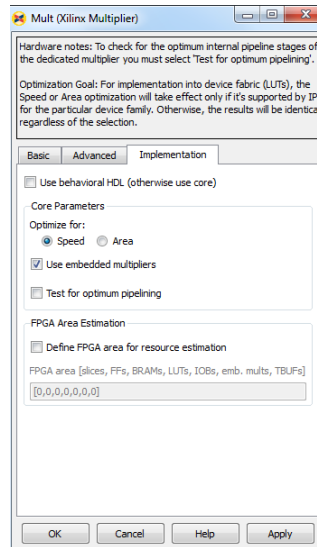 Mult (Xilinx Multiplier)
Hardware notes: To check for the optimum internal pipeline stages of
the dedicated multiplier you must select 'Test for optimum pipelining'.
Optimization Goal: For implementation into device fabric (LUTs), the
Speed or Area optimization will take effect only if it's supported by IP
for the particular device family. Otherwise, the results will be identica
regardless of the selection.
Basic Advanced Implementation
Use behavioral HDL (otherwise use core)
Core Parameters
Optimize for:
Speed Area
Use embedded multipliers
Test for optimum pipelining
FPGA Area Estimation
Define FPGA area for resource estimation
FPGA area [slices, FFs, BRAMs, LUTs, IOBs, emb. mults, TBUFs]
[0,0,0,0,0,0,0]
OK Cancel Help Apply